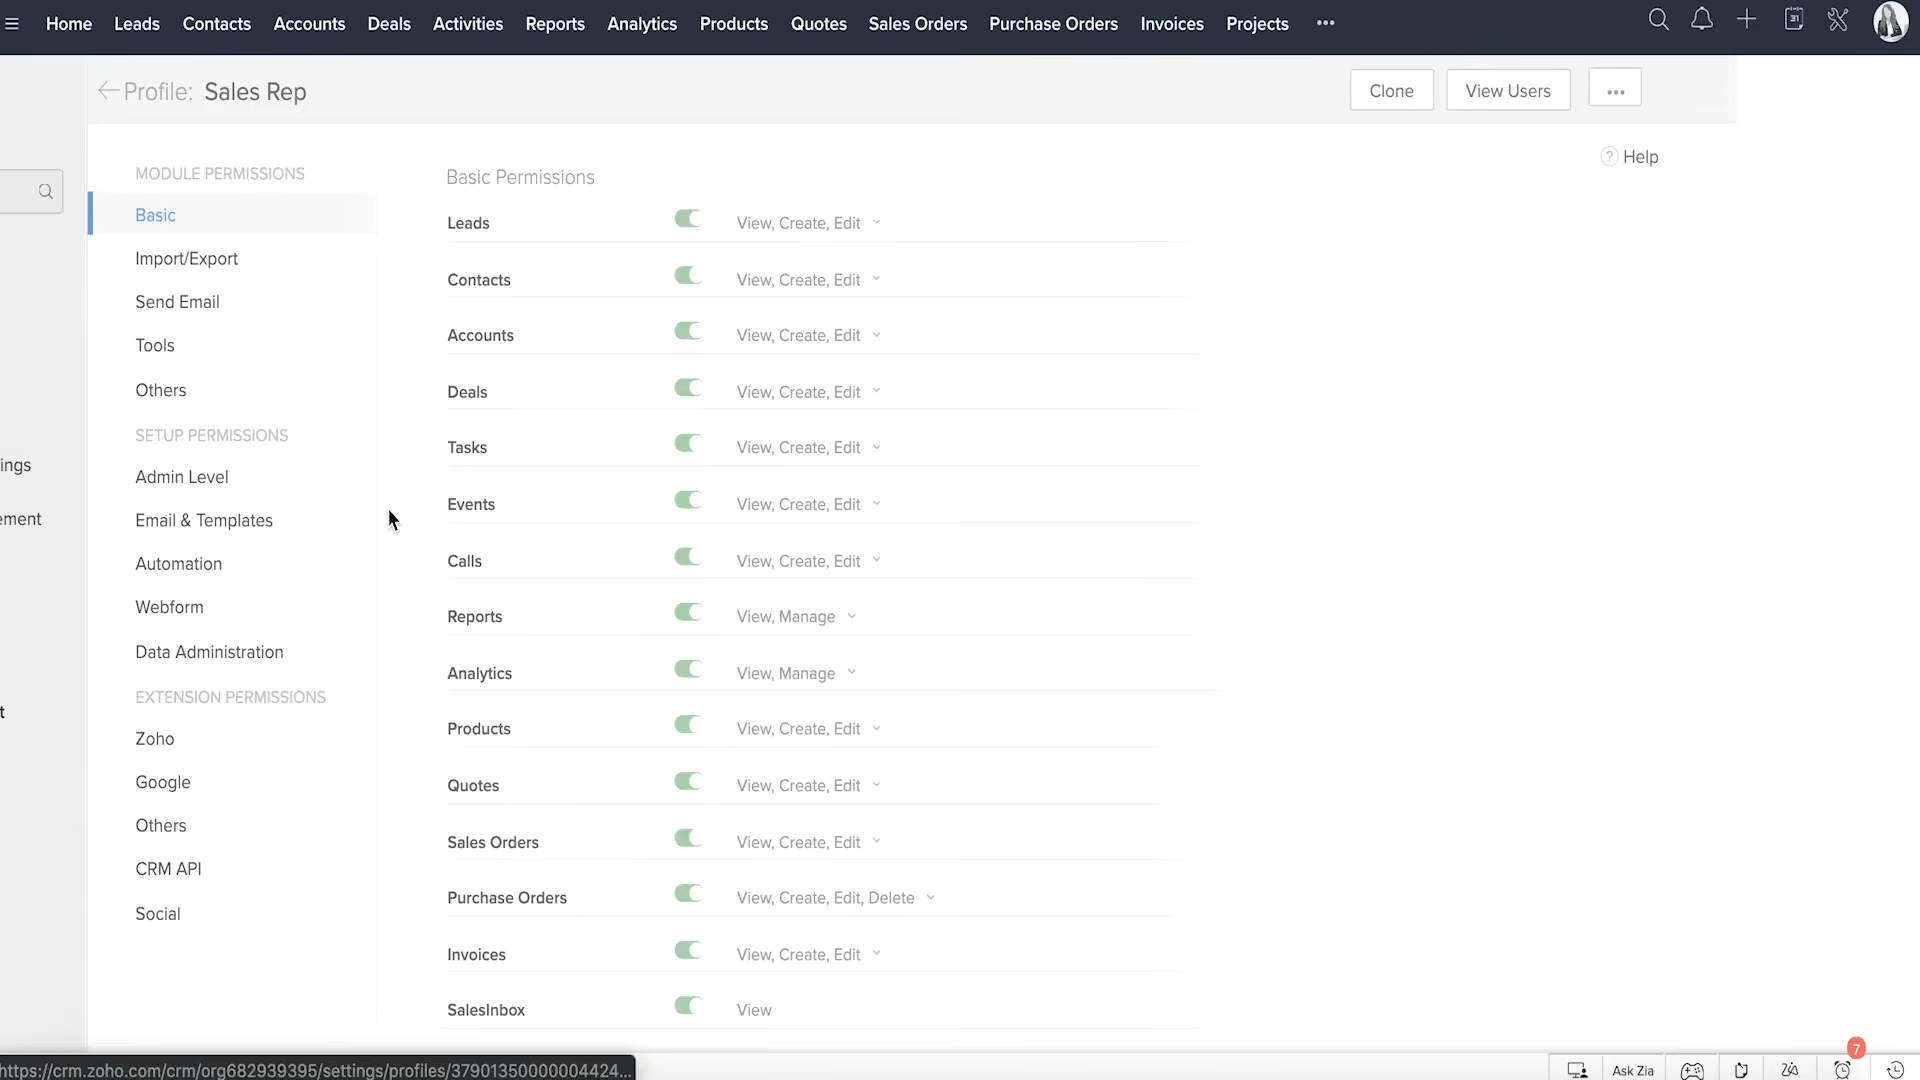 Home Leads Contacts Accounts Deals Activities Reports Analytics Products Quotes Sales Orders Purchase Orders Invoices Projects ••• 31
Profile: Sales Rep Clone View Users •••
? Help
MODULE PERMISSIONS
Basic
Import/Export
Send Email
Tools
Others
SETUP PERMISSIONS
Admin Level
Email & Templates
Automation
Webform
Data Administration
EXTENSION PERMISSIONS
Zoho
Google
Others
CRM API
Social
ings
ement
t
Basic Permissions
Leads View, Create, Edit
Contacts View, Create, Edit
Accounts View, Create, Edit
Deals View, Create, Edit
Tasks View, Create, Edit
Events View, Create, Edit
Calls View, Create, Edit
Reports View, Manage
Analytics View, Manage
Products View, Create, Edit
Quotes View, Create, Edit
Sales Orders View, Create, Edit
Purchase Orders View, Create, Edit, Delete
Invoices View, Create, Edit
SalesInbox View
7
https://crm.zoho.com/crm/org682939395/settings/profiles/37901350000004424... Ask Zia